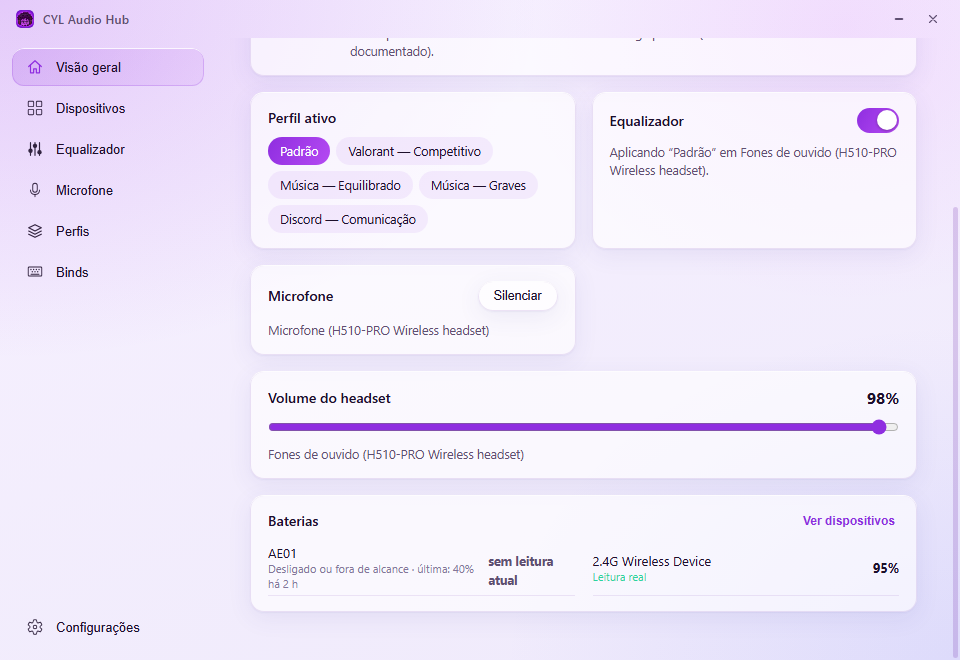 CYL Audio Hub
Visão geral
Dispositivos
Equalizador
Microfone
Perfis
Binds
Configurações
documentado).
Perfil ativo
Padrão
Valorant — Competitivo
Música — Equilibrado
Música — Graves
Discord — Comunicação
Equalizador
Aplicando “Padrão” em Fones de ouvido (H510-PRO
Wireless headset).
Microfone
Silenciar
Microfone (H510-PRO Wireless headset)
Volume do headset
98%
Fones de ouvido (H510-PRO Wireless headset)
Baterias
Ver dispositivos
AE01
Desligado ou fora de alcance · última: 40%
há 2 h
sem leitura
atual
2.4G Wireless Device
Leitura real
95%